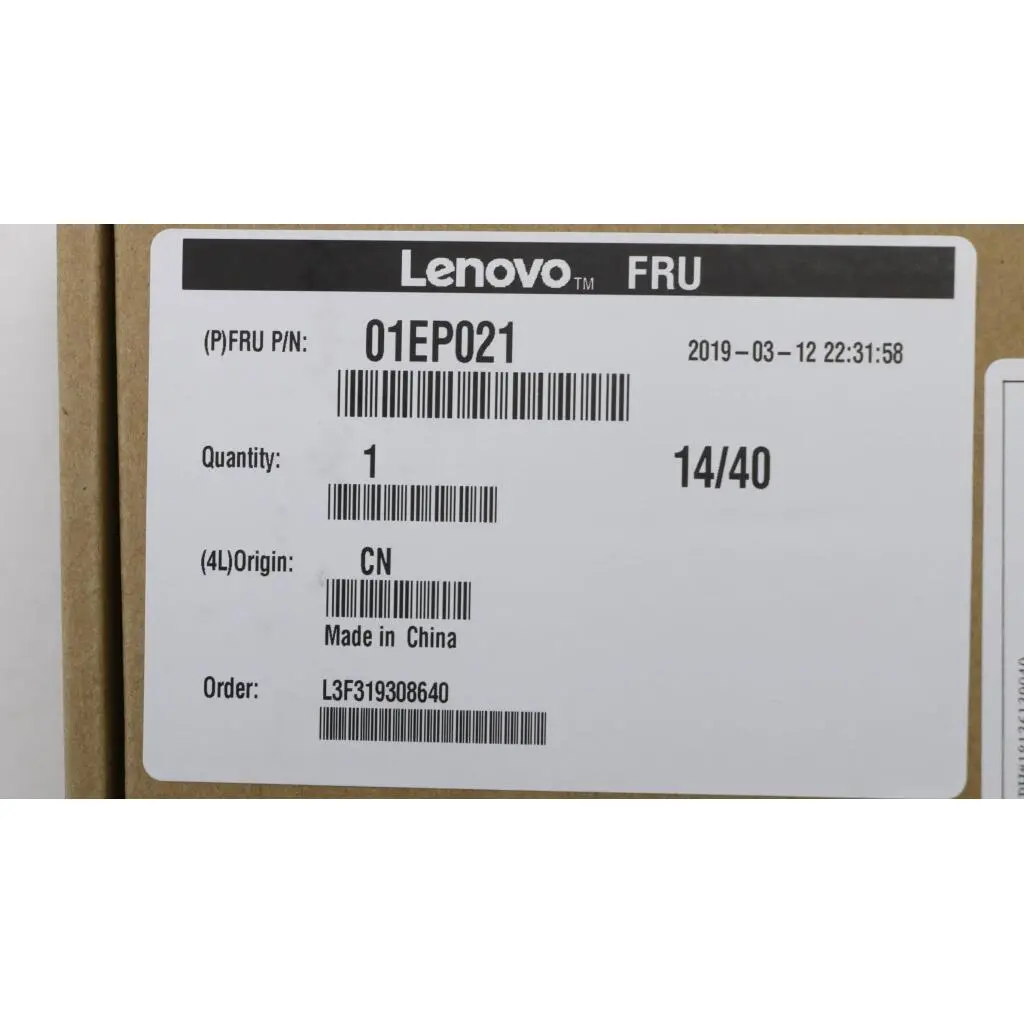 Lenovo™ FRU
(P)FRU P/N: 01EP021 2019-03-12 22:31:58
Quantity: 1 14/40
(4L)Origin: CN
Made in China
Order: L3F319308640